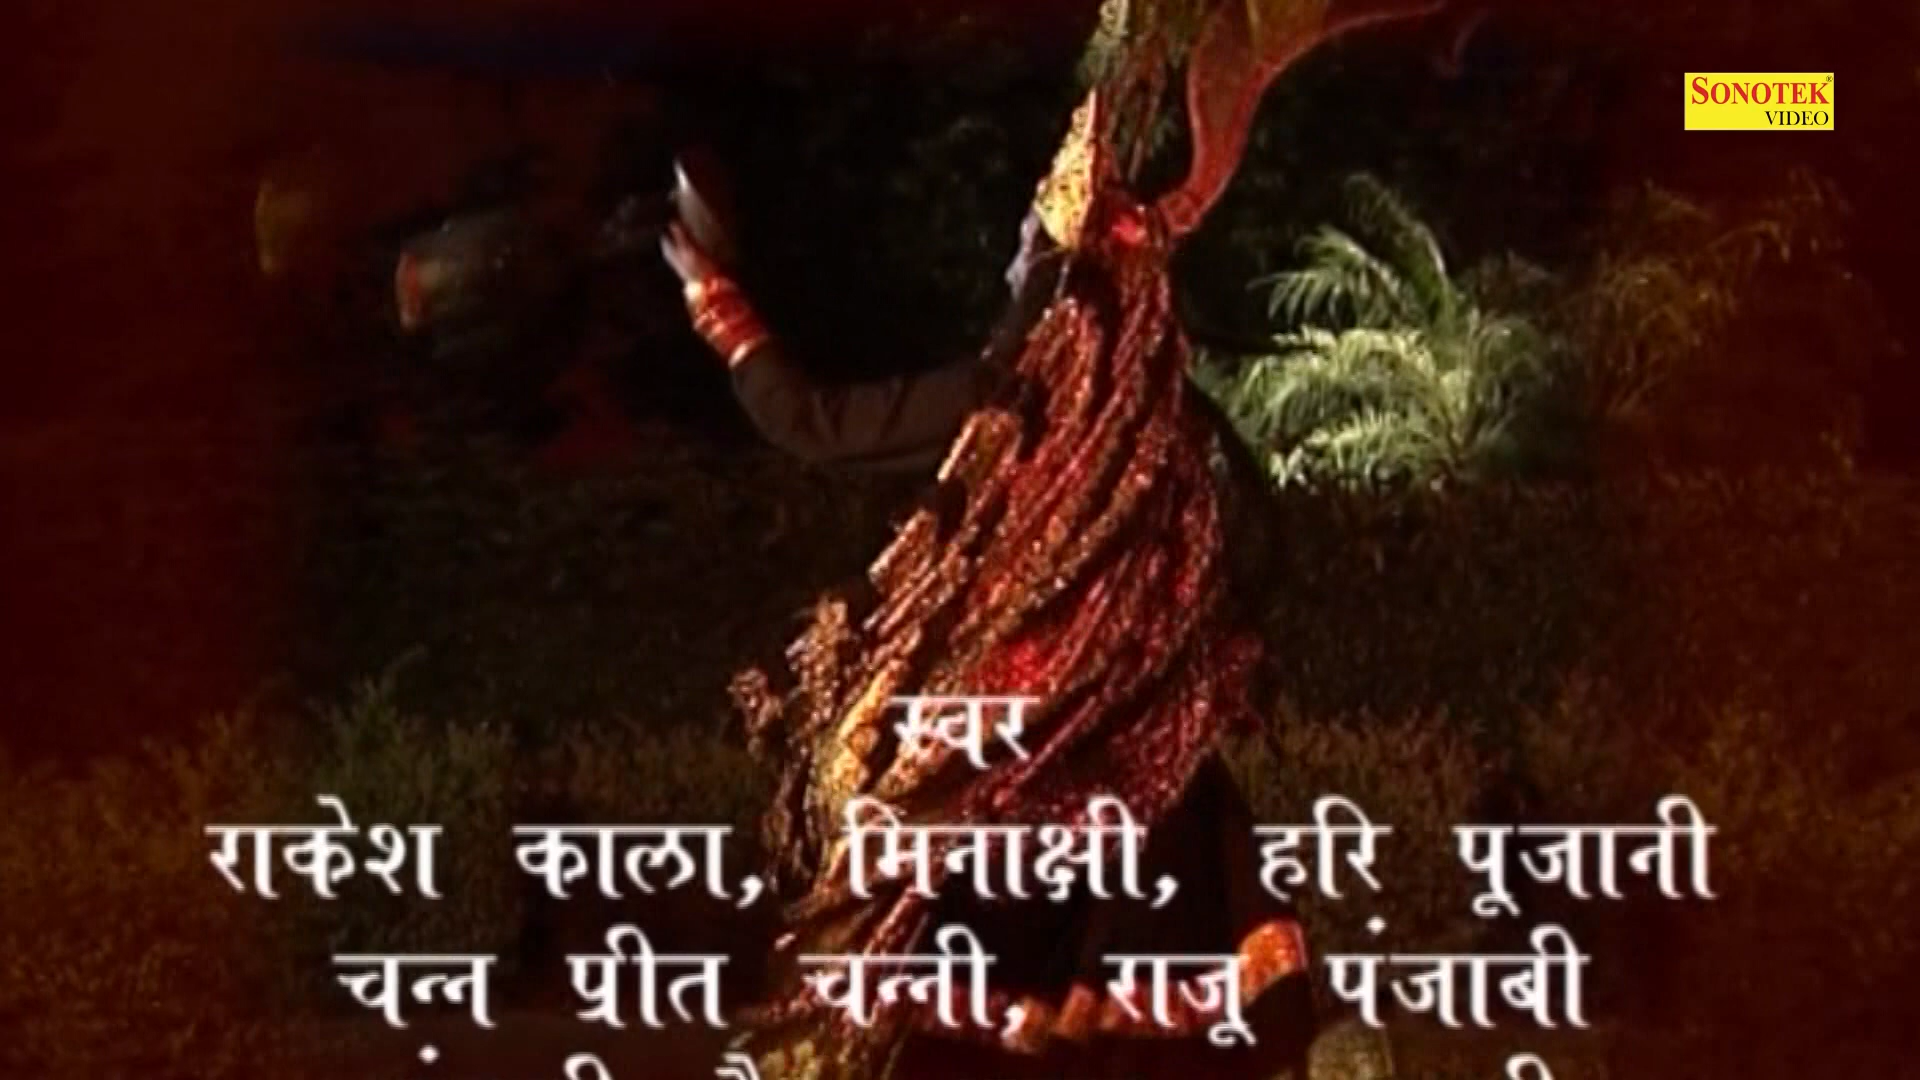 SONOTEK
VIDEO
स्वर
राकेश काला, मिनाक्षी, हरि पूजानी
चन्न प्रीत चन्नी, राजू पंजाबी